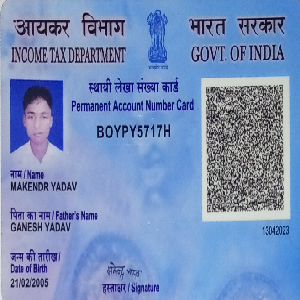 आयकर विभाग भारत सरकार
INCOME TAX DEPARTMENT GOVT. OF INDIA
स्थायी लेखा संख्या कार्ड
Permanent Account Number Card
BOYPY5717H
नाम / Name
MAKENDR YADAV
पिता का नाम / Father's Name
GANESH YADAV
13042023
जन्म की तारीख/
Date of Birth
21/02/2005
हस्ताक्षर / Signature